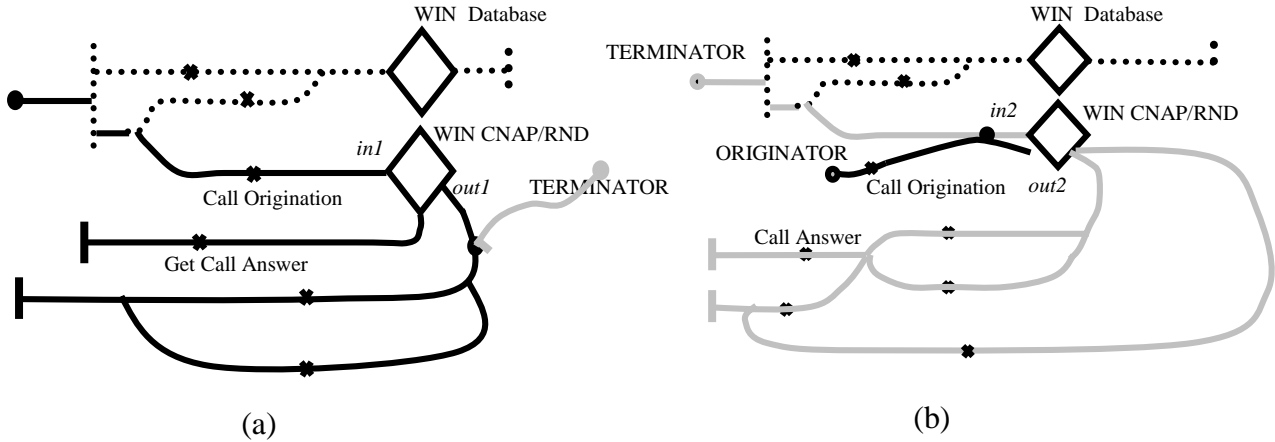 WIN Database
WIN CNAP/RND
in1
out1
TERMINATOR
Call Origination
Get Call Answer
(a)
WIN Database
TERMINATOR
in2
WIN CNAP/RND
ORIGINATOR
Call Origination
out2
Call Answer
(b)